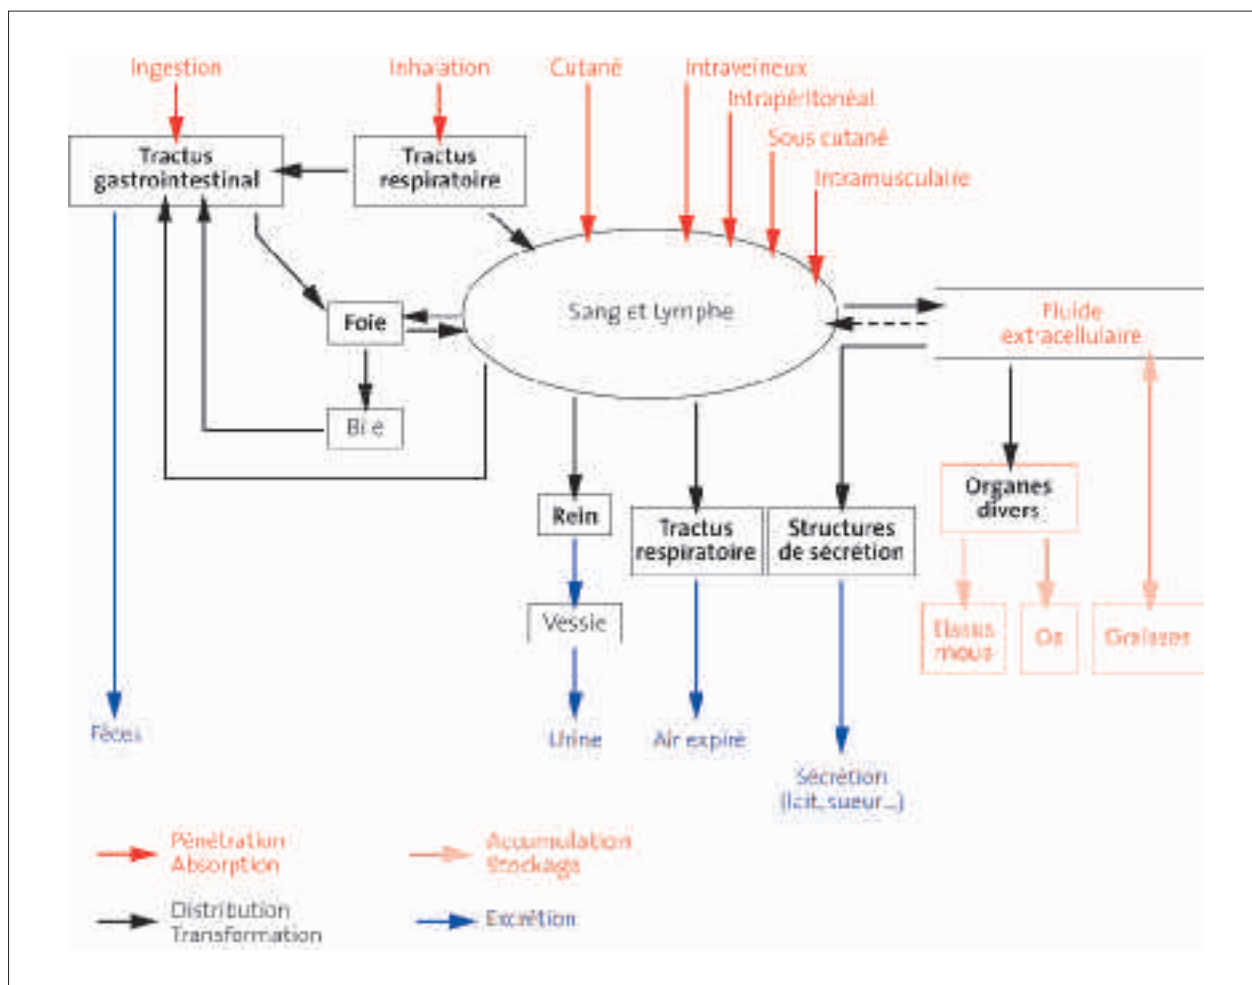 Ingestion
Inhalation
Cutané
Intraveineux
Intrapéritonéal
Sous cutané
Intramusculaire
Tractus
gastrointestinal
Tractus
respiratoire
Sang et Lymphe
Fluide
extracellulaire
Foie
Bile
Rein
Tractus
respiratoire
Structures
de sécrétion
Organes
divers
Vessie
Tissus
mous
Os
Graisses
Fèces
Urine
Air expiré
Sécrétion
(lait, sueur...)
Pénétration
Absorption
Accumulation
Stockage
Distribution
Transformation
Excrétion